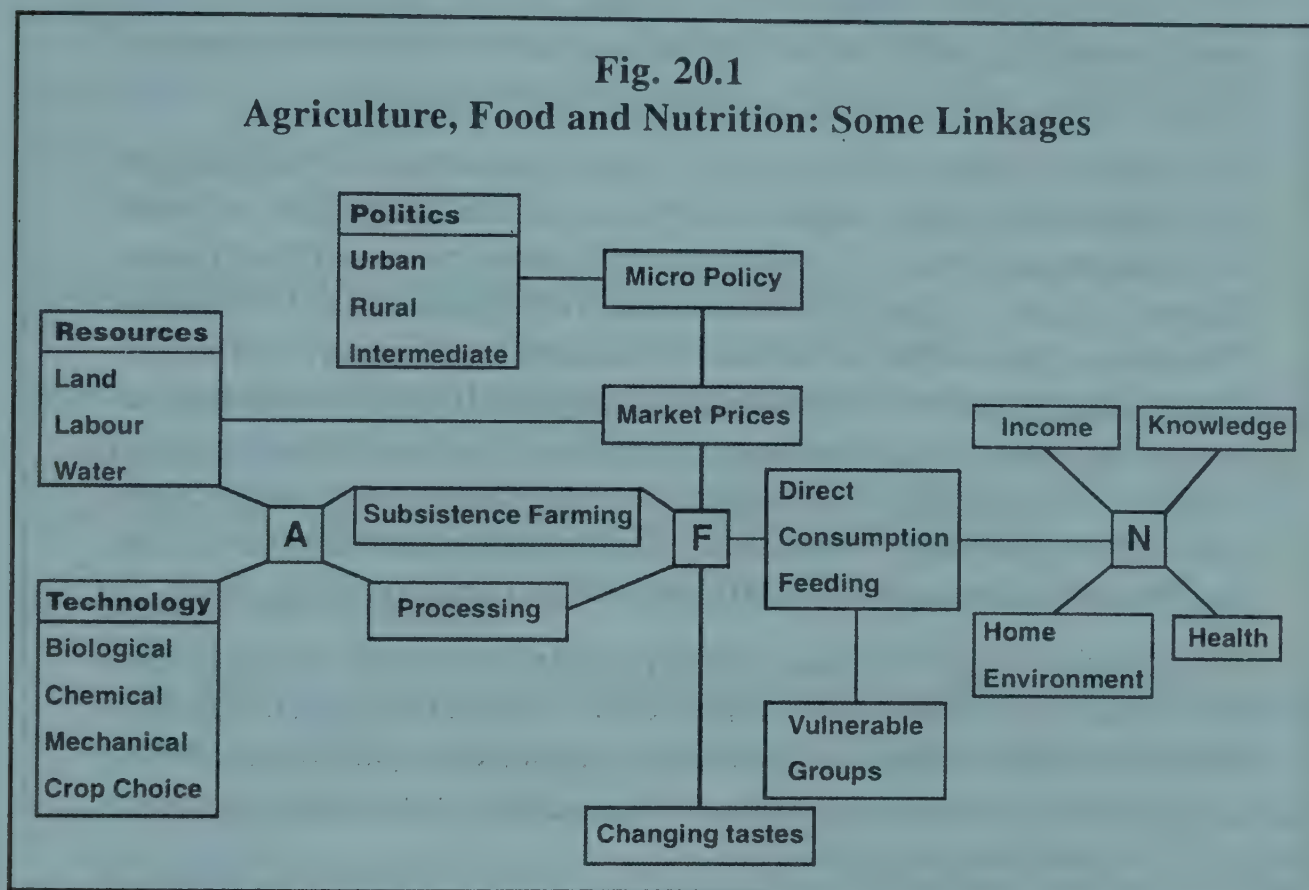 Fig. 20.1
Agriculture, Food and Nutrition: Some Linkages
Politics
Urban
Rural
Intermediate
Micro Policy
Resources
Land
Labour
Water
Market Prices
Income
Knowledge
A
Subsistence Farming
F
Direct
Consumption
Feeding
N
Technology
Biological
Chemical
Mechanical
Crop Choice
Processing
Home
Environment
Health
Vulnerable
Groups
Changing tastes